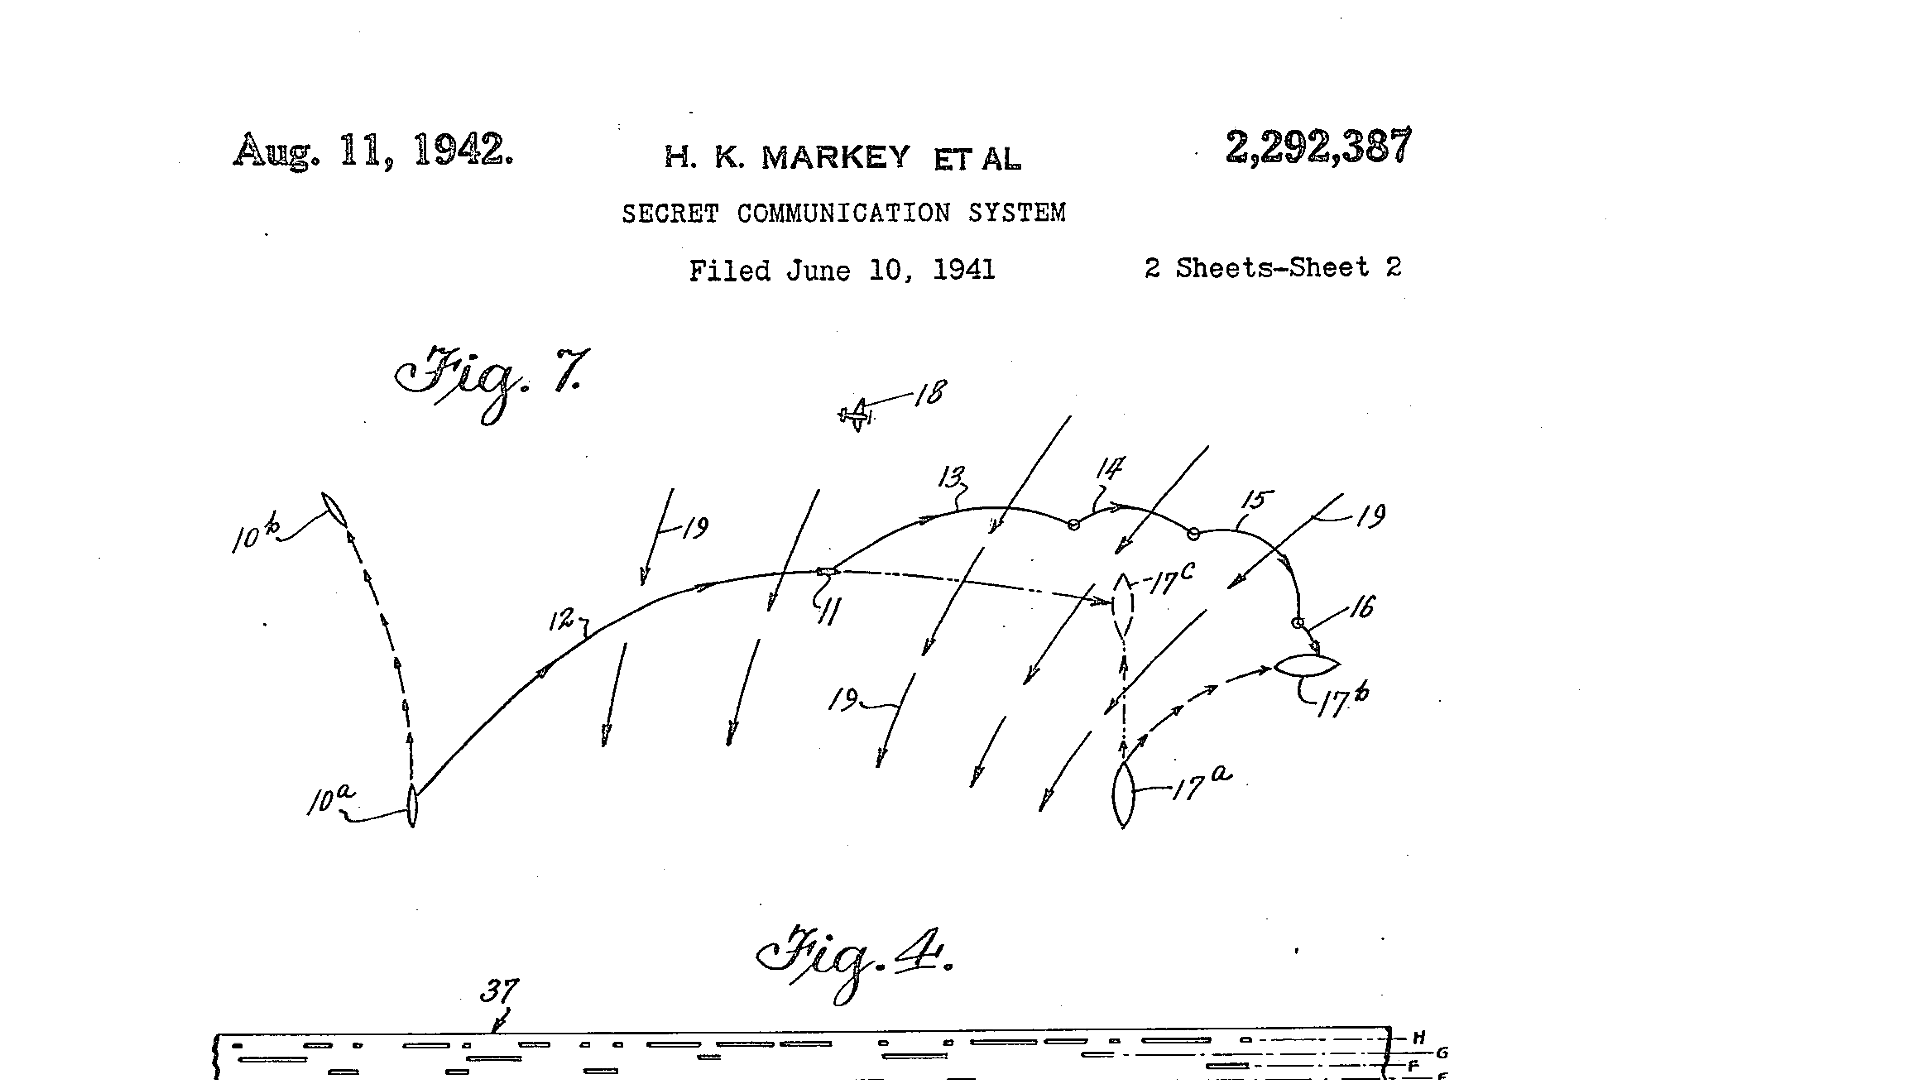 Aug. 11, 1942. H. K. MARKEY ET AL 2,292,387
SECRET COMMUNICATION SYSTEM
Filed June 10, 1941 2 Sheets-Sheet 2
Fig. 7.
18
13
14
15
19
19
10b
17c
11
12
16
19
17b
17a
10a
Fig. 4.
37
H
G
F